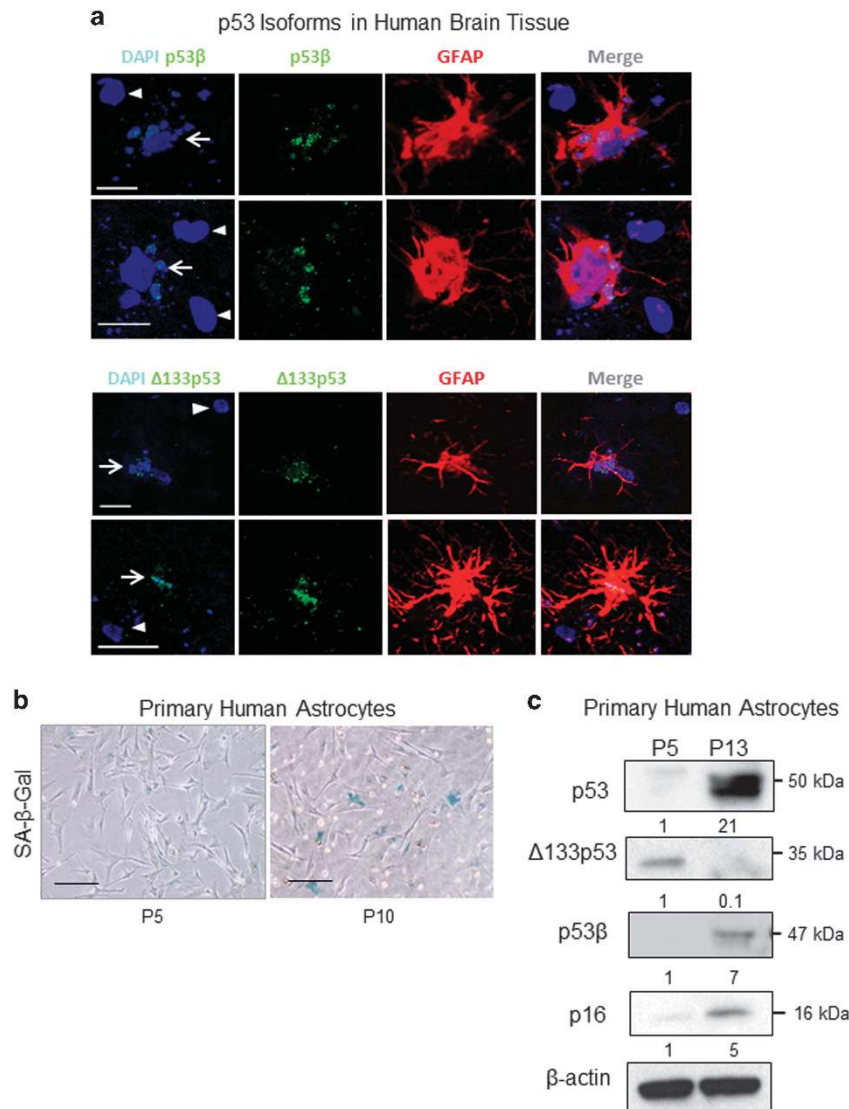 a
p53 Isoforms in Human Brain Tissue
DAPI p53β p53β GFAP Merge
DAPI Δ133p53 Δ133p53 GFAP Merge
b
Primary Human Astrocytes
SA-β-Gal
P5 P10
c
Primary Human Astrocytes
P5 P13
p53 50 kDa
1 21
Δ133p53 35 kDa
1 0.1
p53β 47 kDa
1 7
p16 16 kDa
1 5
β-actin